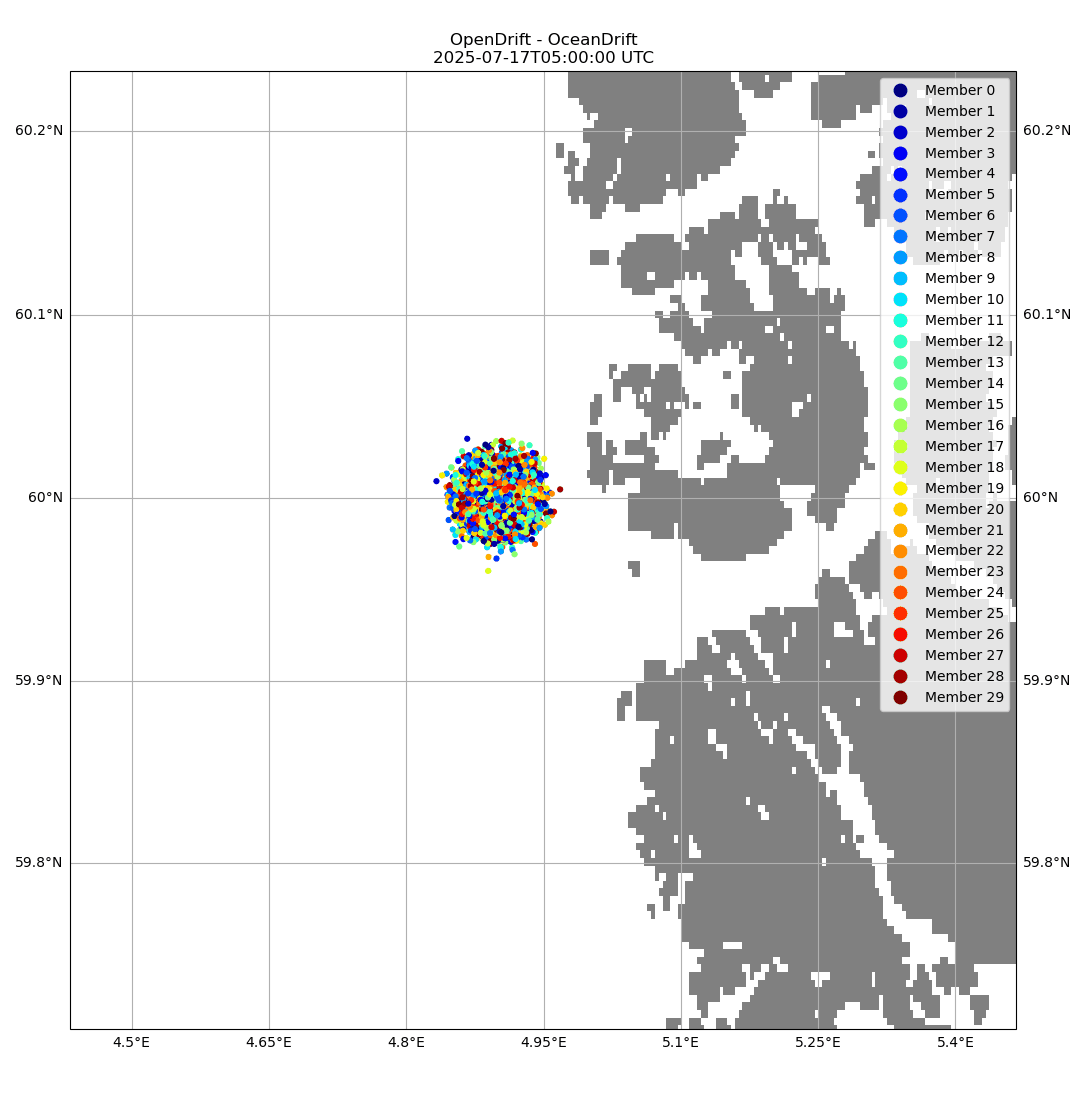 OpenDrift - OceanDrift
2025-07-17T05:00:00 UTC
Member 0
Member 1
Member 2
Member 3
Member 4
Member 5
Member 6
Member 7
Member 8
Member 9
Member 10
Member 11
Member 12
Member 13
Member 14
Member 15
Member 16
Member 17
Member 18
Member 19
Member 20
Member 21
Member 22
Member 23
Member 24
Member 25
Member 26
Member 27
Member 28
Member 29
60.2°N
60.1°N
60°N
59.9°N
59.8°N
60.2°N
60.1°N
60°N
59.9°N
59.8°N
4.5°E
4.65°E
4.8°E
4.95°E
5.1°E
5.25°E
5.4°E